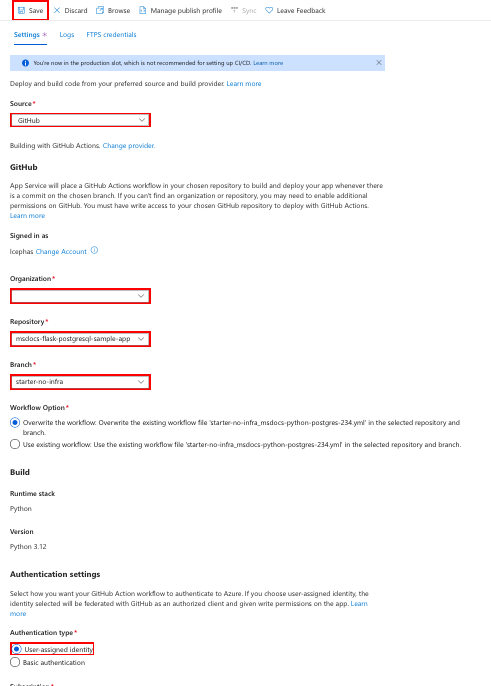 Save Discard Browse Manage publish profile Sync Leave Feedback
Settings * Logs FTPS credentials
You're now in the production slot, which is not recommended for setting up CI/CD. Learn more
Deploy and build code from your preferred source and build provider. Learn more
Source*
GitHub
Building with GitHub Actions. Change provider.
GitHub
App Service will place a GitHub Actions workflow in your chosen repository to build and deploy your app whenever there
is a commit on the chosen branch. If you can't find an organization or repository, you may need to enable additional
permissions on GitHub. You must have write access to your chosen GitHub repository to deploy with GitHub Actions.
Learn more
Signed in as
lcephas Change Account
Organization*
Repository*
msdocs-flask-postgresql-sample-app
Branch*
starter-no-infra
Workflow Option*
Overwrite the workflow: Overwrite the existing workflow file 'starter-no-infra_msdocs-python-postgres-234.yml' in the selected repository and
branch.
Use existing workflow: Use the existing workflow file 'starter-no-infra_msdocs-python-postgres-234.yml' in the selected repository and branch.
Build
Runtime stack
Python
Version
Python 3.12
Authentication settings
Select how you want your GitHub Action workflow to authenticate to Azure. If you choose user-assigned identity, the
identity selected will be federated with GitHub as an authorized client and given write permissions on the app. Learn
more
Authentication type*
User-assigned identity
Basic authentication